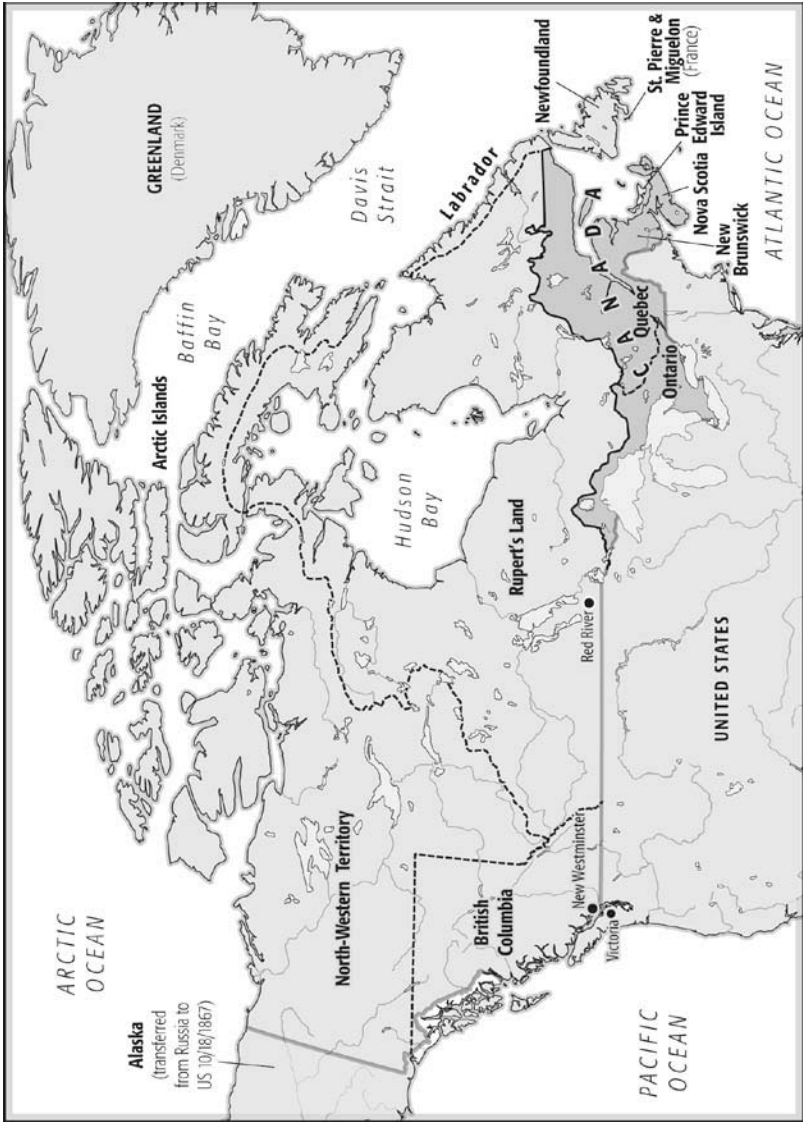 ARCTIC
OCEAN
GREENLAND
(Denmark)
Alaska
(transferred
from Russia to
US 10/18/1867)
Arctic Islands
Baffin
Bay
Davis
Strait
North-Western Territory
Labrador
Hudson
Bay
Newfoundland
British
Columbia
Rupert's Land
St. Pierre &
Miguelon
(France)
CANADA
Prince
Edward
Island
Quebec
Nova Scotia
New
Brunswick
Ontario
Red River
New Westminster
Victoria
UNITED STATES
PACIFIC
OCEAN
ATLANTIC OCEAN